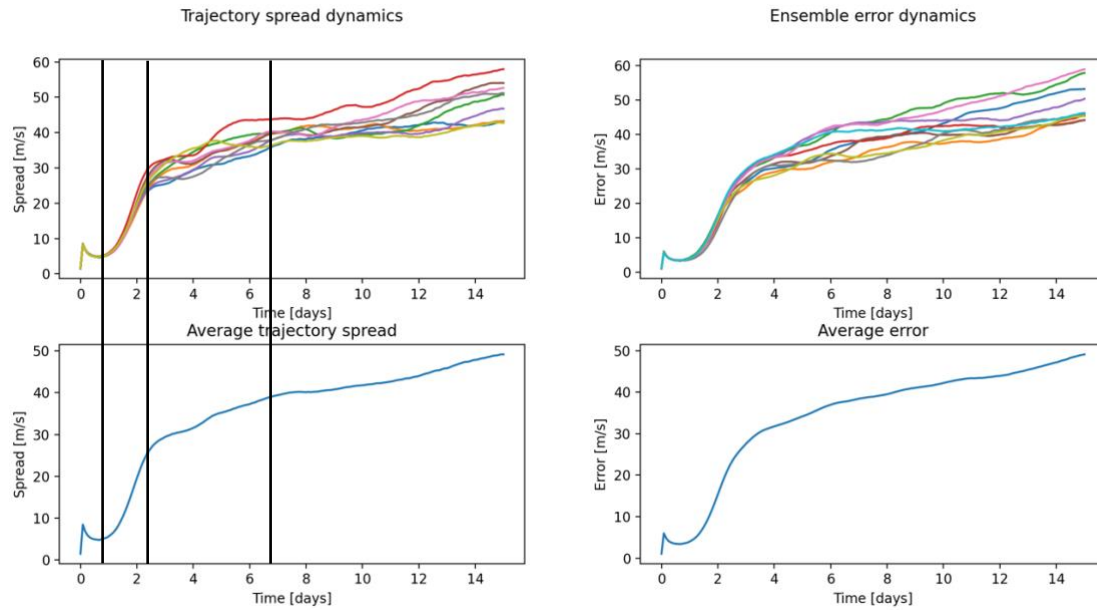 Trajectory spread dynamics
Spread [m/s]
60
50
40
30
20
10
0
0 2 4 6 8 10 12 14
Time [days]
Ensemble error dynamics
Error [m/s]
60
50
40
30
20
10
0
0 2 4 6 8 10 12 14
Time [days]
Average trajectory spread
Spread [m/s]
50
40
30
20
10
0
0 2 4 6 8 10 12 14
Time [days]
Average error
Error [m/s]
50
40
30
20
10
0
0 2 4 6 8 10 12 14
Time [days]